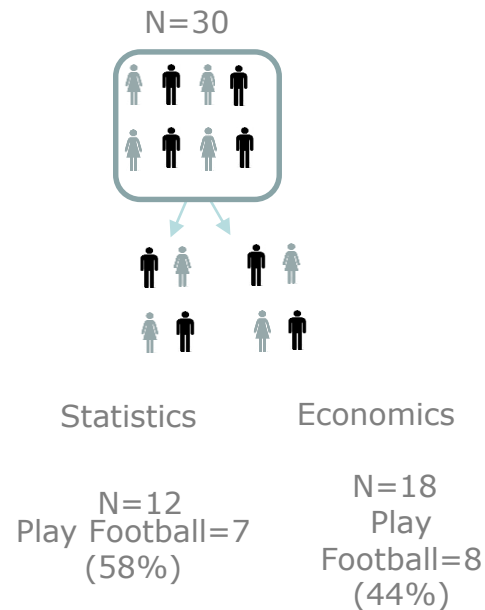 N=30
Statistics
Economics
N=12
Play Football=7
(58%)
N=18
Play
Football=8
(44%)